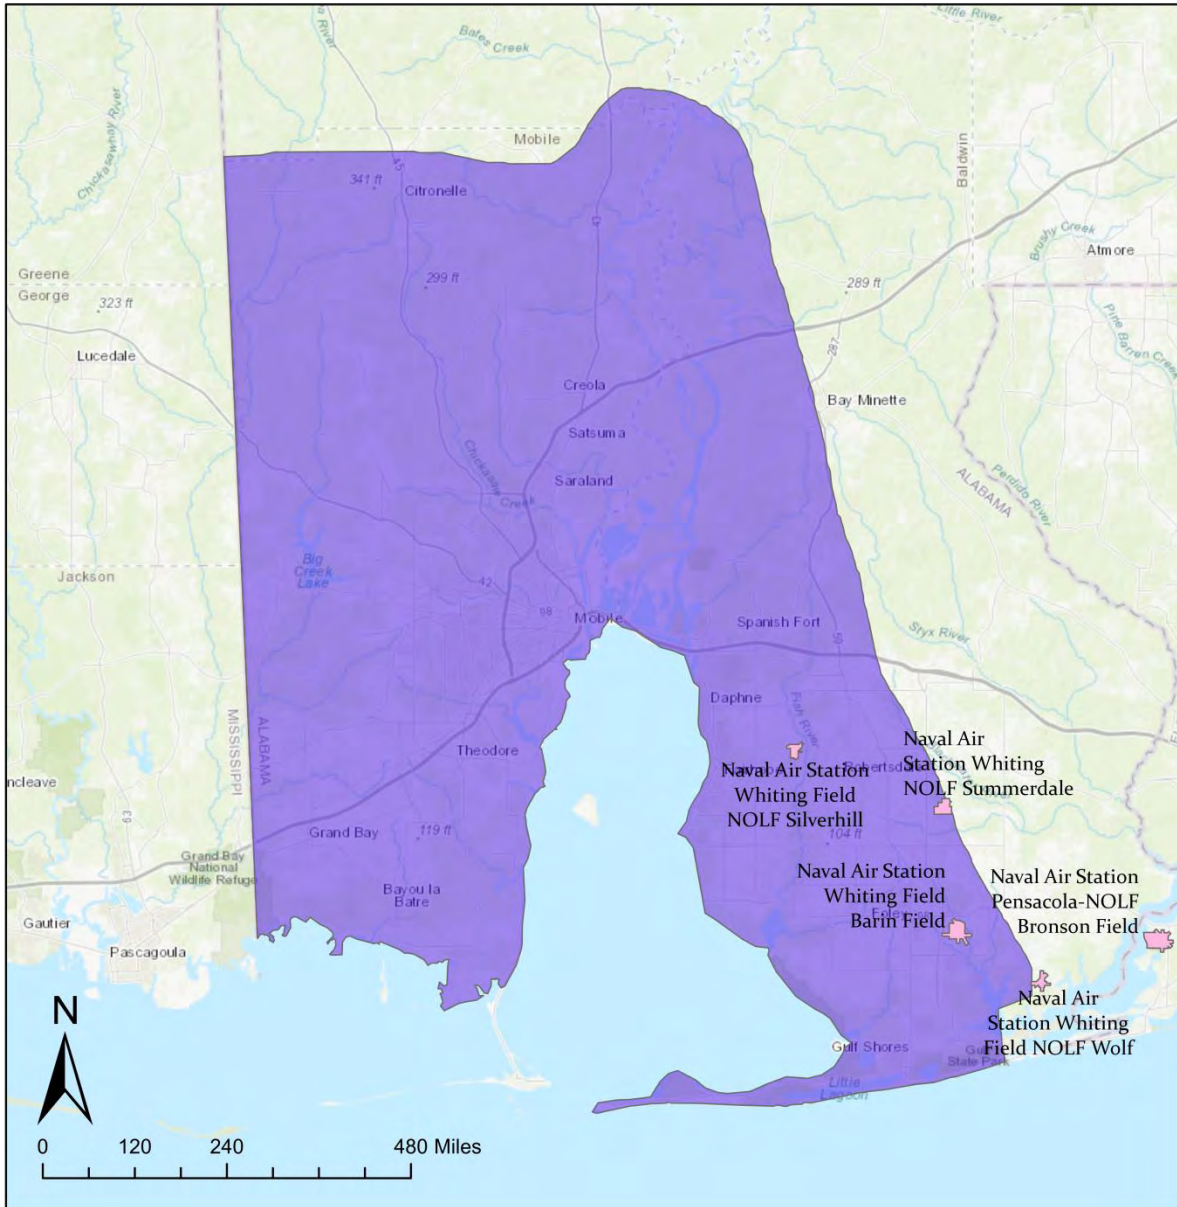 Little River
Bates Creek
Chickasawhay River
Mobile
Baldwin
341 ft
45
Citronelle
43
Brushy Creek
Atmore
Greene
George
299 ft
289 ft
323 ft
Pine Barren Creek
Lucedale
287
Creola
Bay Minette
Satsuma
Chickasaw Creek
Saraland
Perdido River
ALABAMA
Big
Creek
Lake
Jackson
42
98
Mobile
Spanish Fort
59
Styx River
Daphne
Fish River
MISSISSIPPI
ALABAMA
Theodore
Naval Air
Station Whiting
NOLF Summerdale
Naval Air Station
Whiting Field
NOLF Silverhill
Robertsdale
ncleave
63
Grand Bay
119 ft
104 ft
Grand Bay
National
Wildlife Refuge
Bayou la
Batre
Naval Air Station
Whiting Field
Barin Field
Naval Air Station
Pensacola-NOLF
Bronson Field
Foley
Gautier
Pascagoula
Naval Air
Station Whiting
Field NOLF Wolf
Gulf Shores
State Park
Little
Lagoon
N
0 120 240 480 Miles